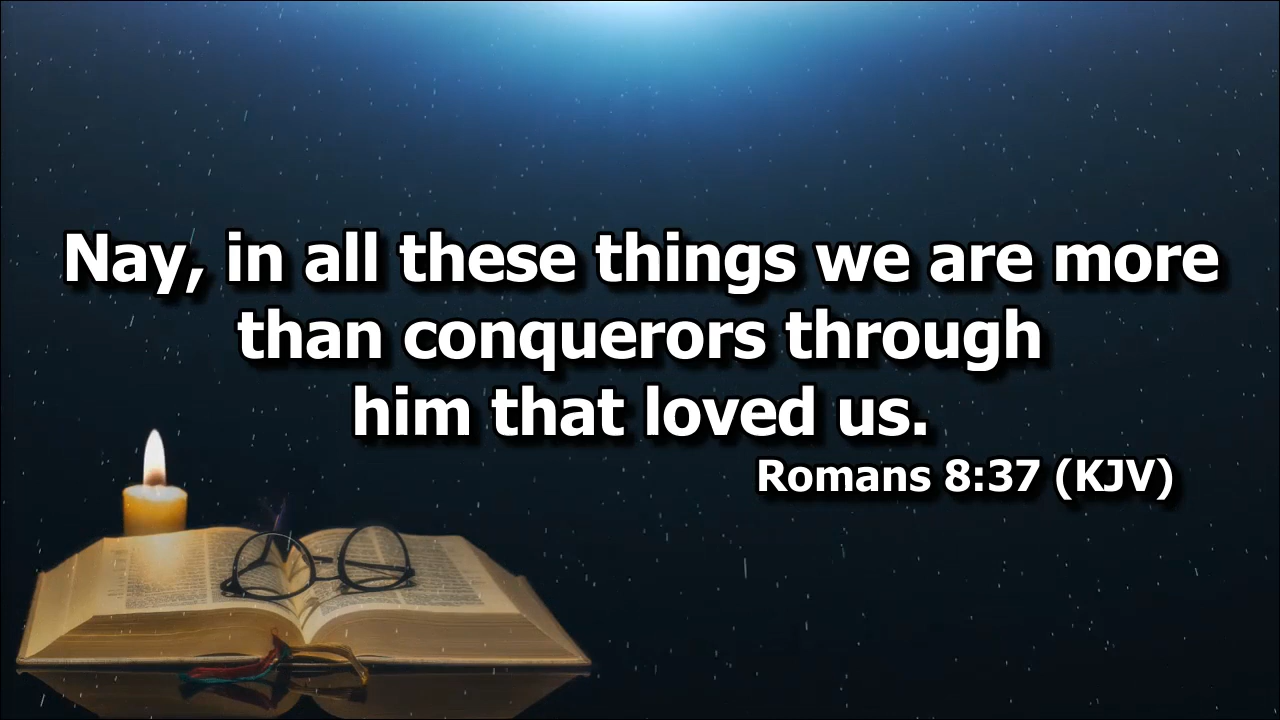 Nay, in all these things we are more
than conquerors through
him that loved us.
Romans 8:37 (KJV)